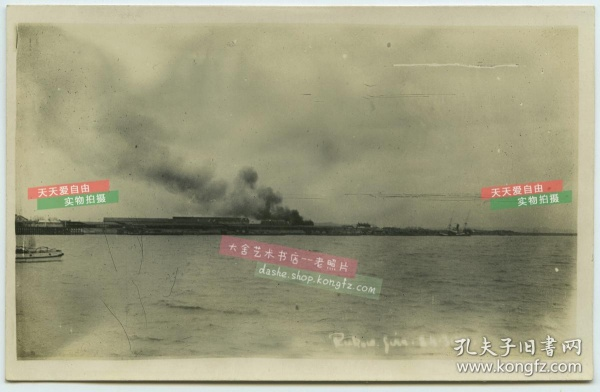 天天爱自由
实物拍摄
天天爱自由
实物拍摄
大舍艺术书店--老照片
dashe.shop.kongfz.com
孔夫子旧书网
www.kongfz.com